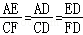 AE/CF = AD/CD = ED/FD